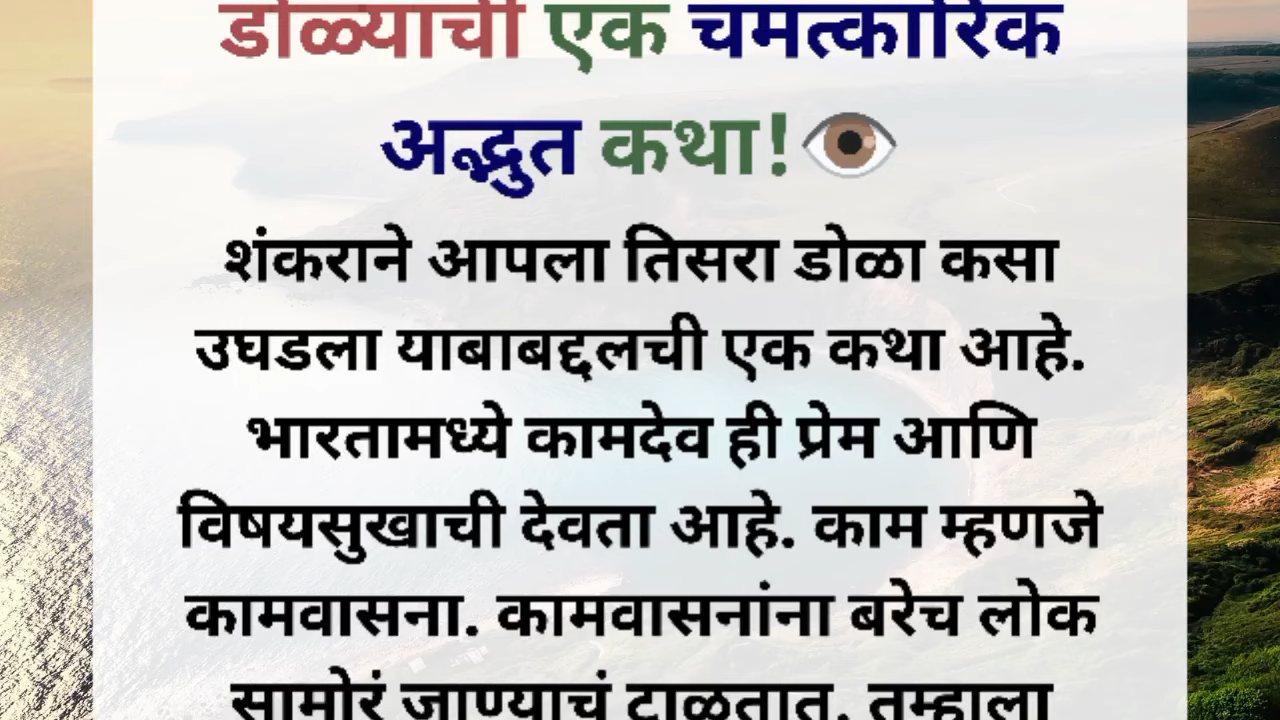 डोळ्याची एक चमत्कारिक
अद्भुत कथा!
शंकराने आपला तिसरा डोळा कसा
उघडला याबाबद्दलची एक कथा आहे.
भारतामध्ये कामदेव ही प्रेम आणि
विषयसुखाची देवता आहे. काम म्हणजे
कामवासना. कामवासनांना बरेच लोक
सामोरं जाण्याचं टाळतात. तुम्हाला